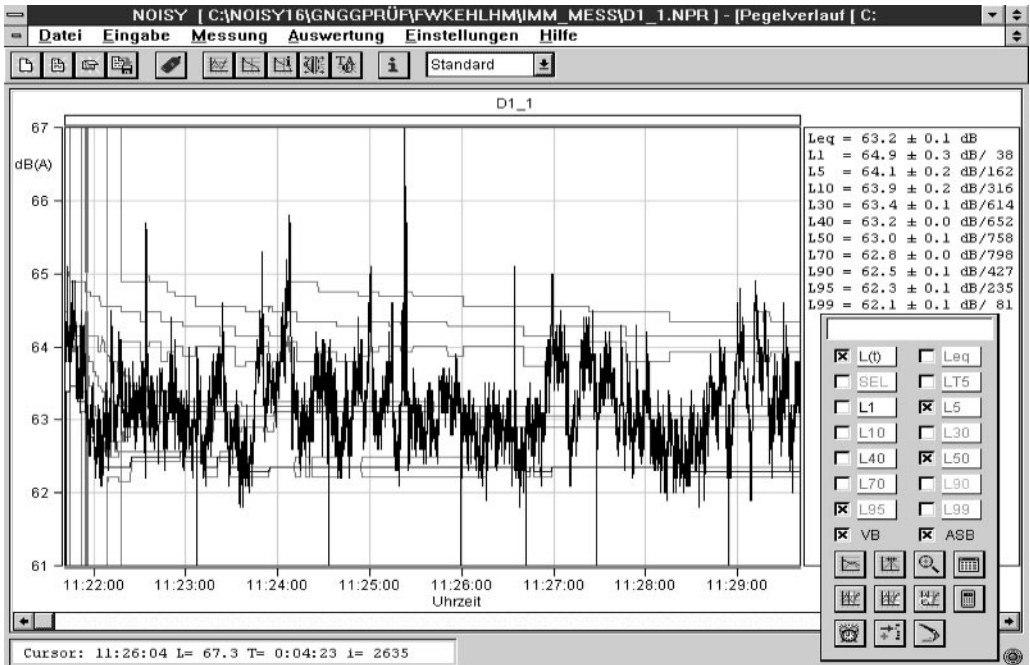 NOISY [ C:\NOISY16\GNGGPRÜF\FWKEHLHM\IMM_MESS\D1_1.NPR ] - [Pegelverlauf [ C:
Datei Eingabe Messung Auswertung Einstellungen Hilfe
Standard
D1_1
67
dB(A)
66
65
64
63
62
61
11:22:00 11:23:00 11:24:00 11:25:00 11:26:00 11:27:00 11:28:00 11:29:00
Uhrzeit
Leq = 63.2 ± 0.1 dB
L1 = 64.9 ± 0.3 dB/ 38
L5 = 64.1 ± 0.2 dB/162
L10 = 63.9 ± 0.2 dB/316
L30 = 63.4 ± 0.1 dB/614
L40 = 63.2 ± 0.0 dB/652
L50 = 63.0 ± 0.1 dB/758
L70 = 62.8 ± 0.0 dB/798
L90 = 62.5 ± 0.1 dB/427
L95 = 62.3 ± 0.1 dB/235
L99 = 62.1 ± 0.1 dB/ 81
L(t) Leq
SEL LT5
L1 L5
L10 L30
L40 L50
L70 L90
L95 L99
VB ASB
Cursor: 11:26:04 L= 67.3 T= 0:04:23 i= 2635